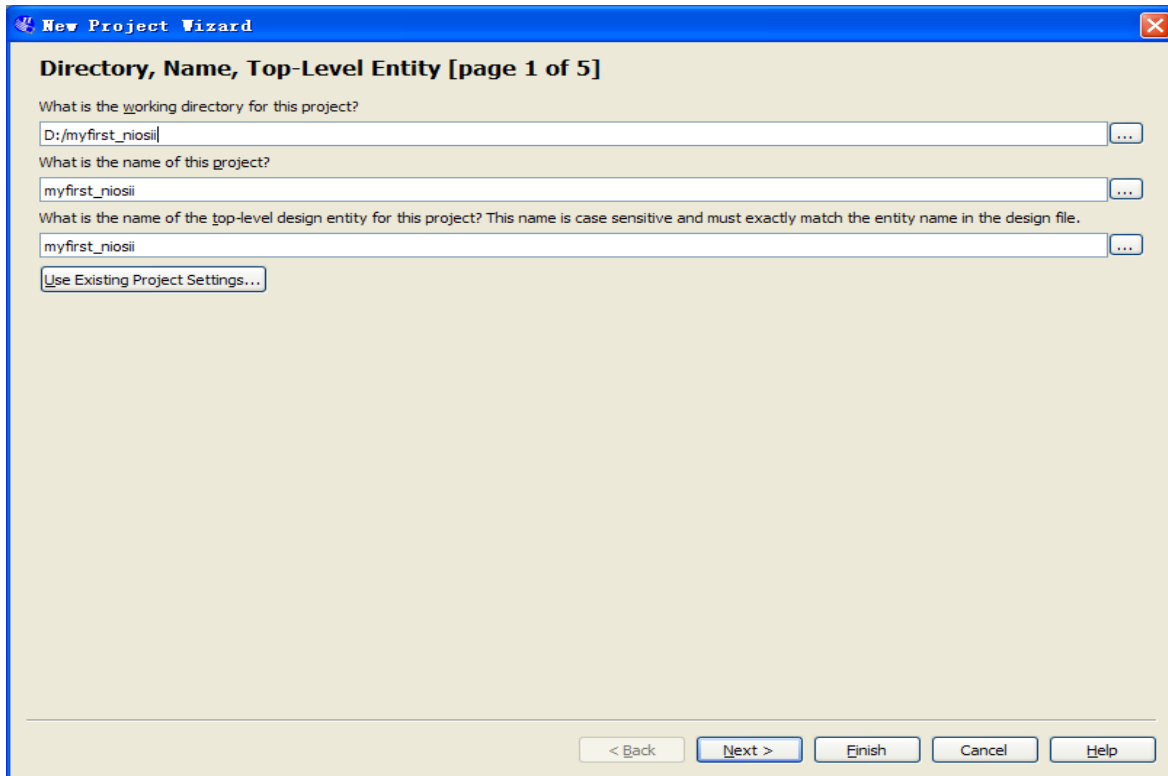 New Project Wizard
Directory, Name, Top-Level Entity [page 1 of 5]
What is the working directory for this project?
D:/myfirst_niosii
...
What is the name of this project?
myfirst_niosii
...
What is the name of the top-level design entity for this project? This name is case sensitive and must exactly match the entity name in the design file.
myfirst_niosii
...
Use Existing Project Settings...
< Back
Next >
Finish
Cancel
Help